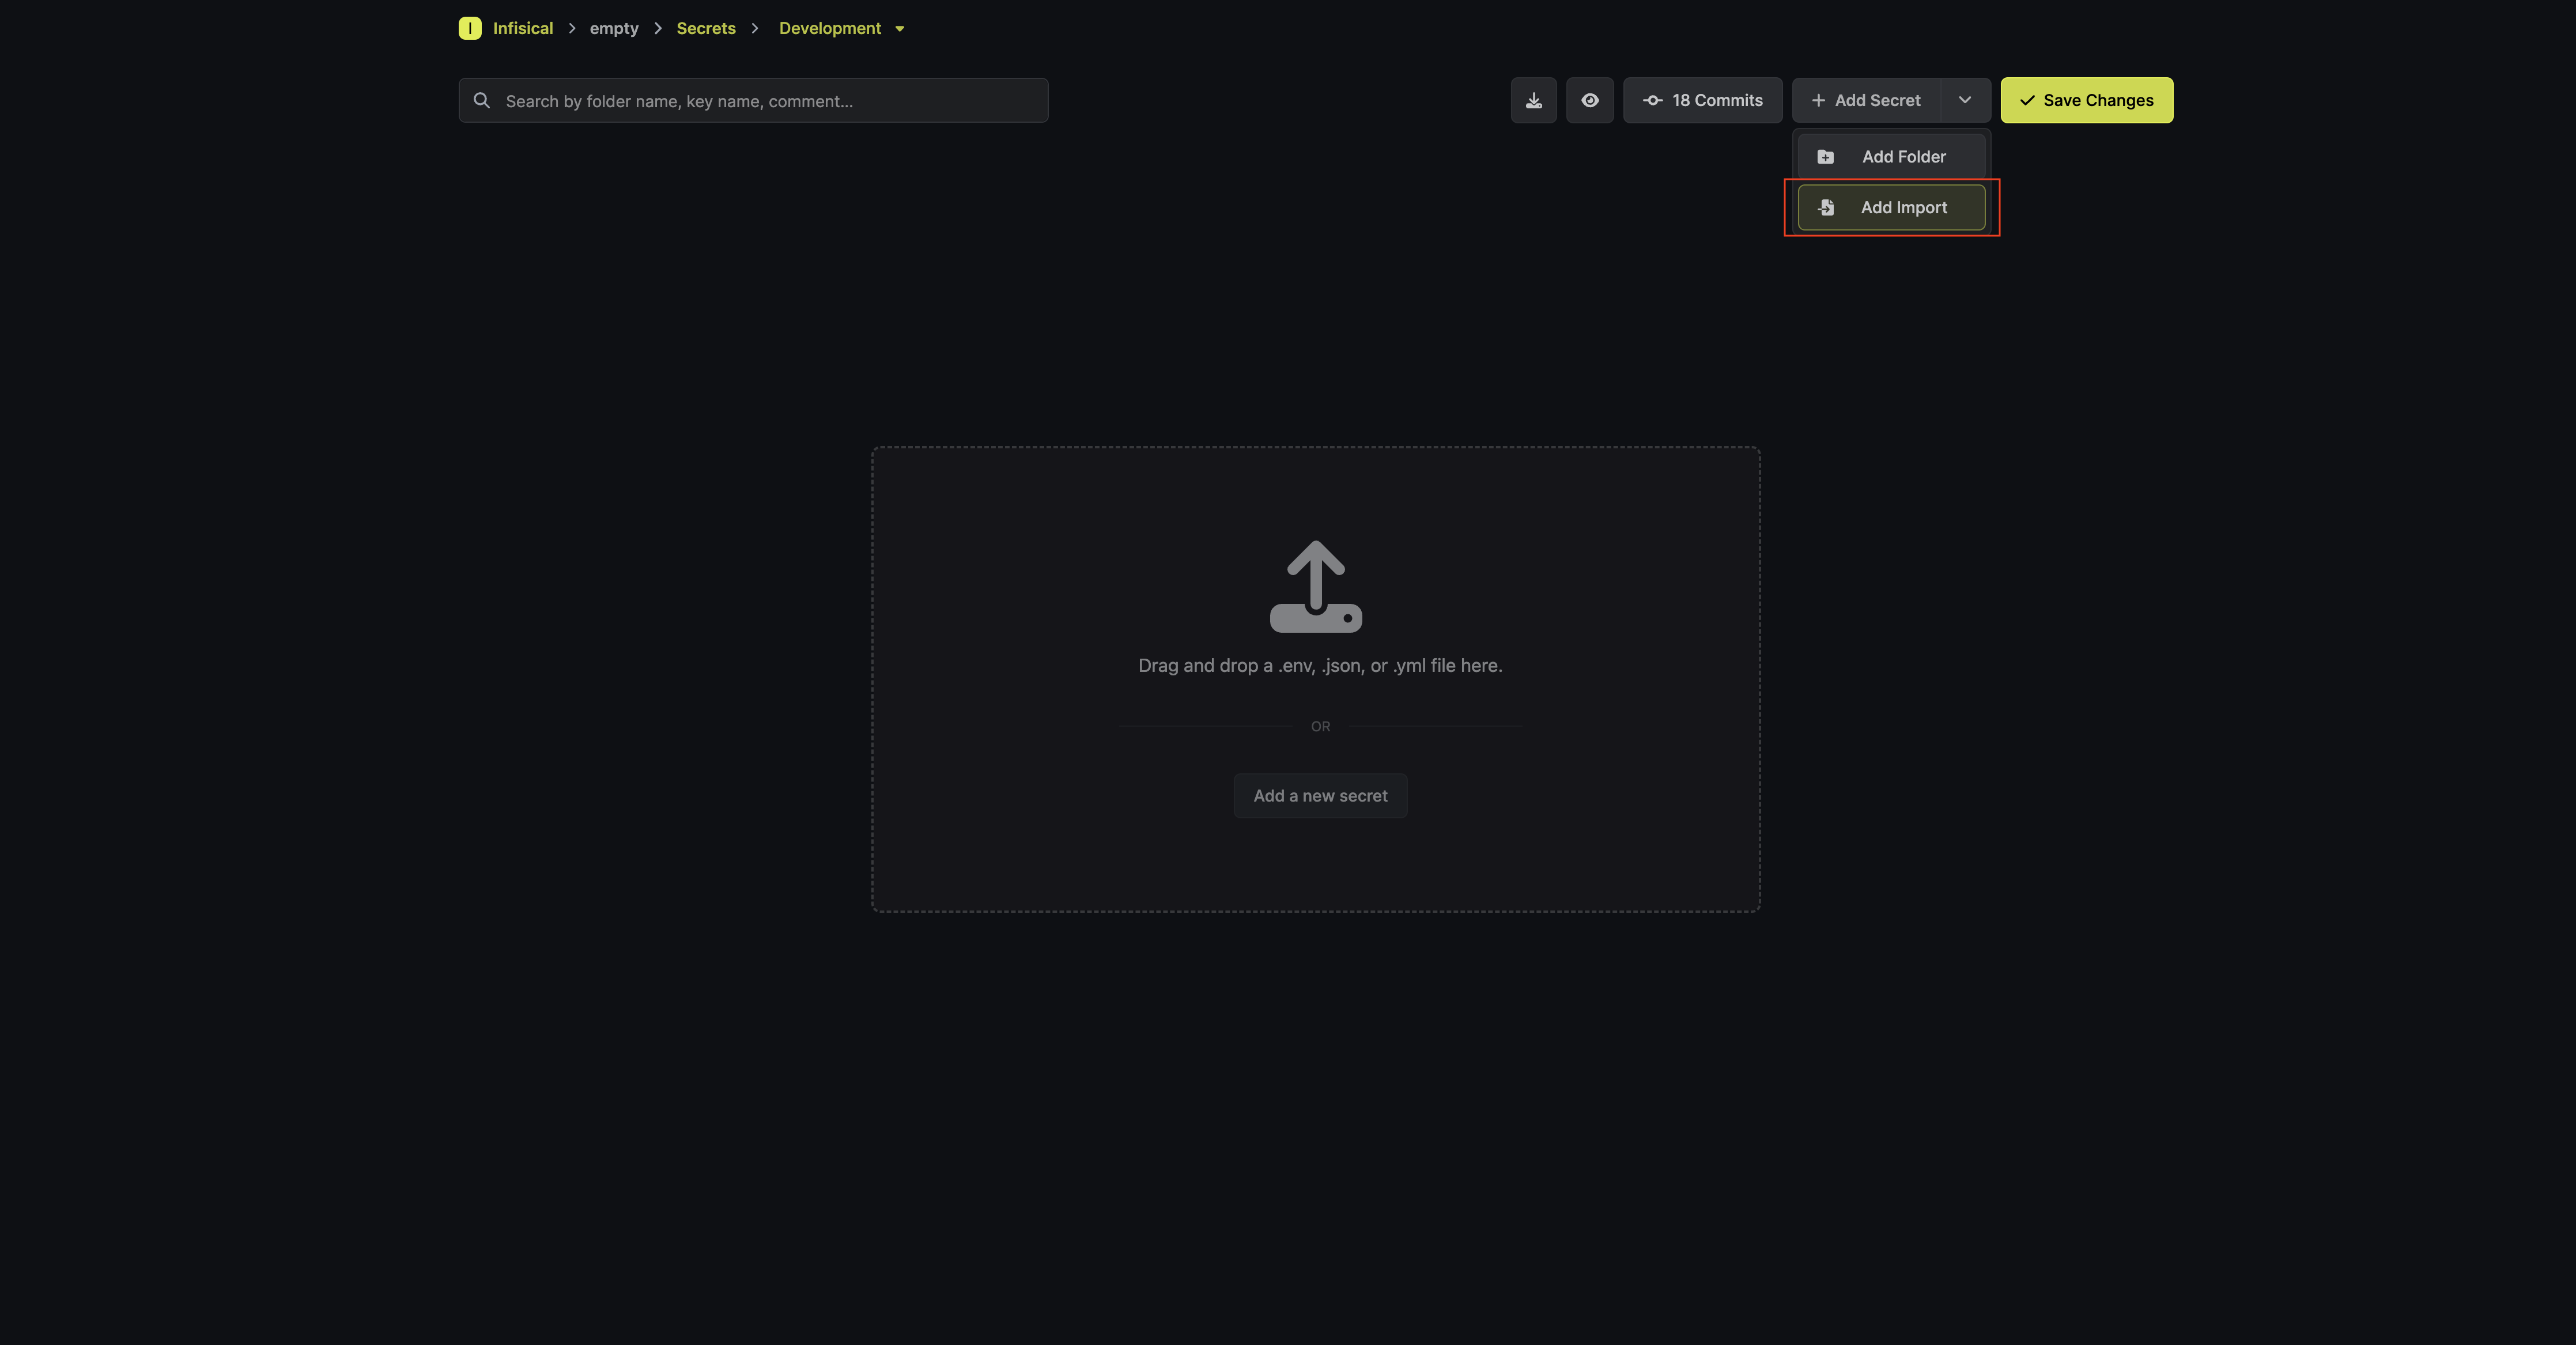 I Infisical > empty > Secrets > Development
Search by folder name, key name, comment...
18 Commits
Add Secret
Save Changes
Add Folder
Add Import
Drag and drop a .env, .json, or .yml file here.
OR
Add a new secret